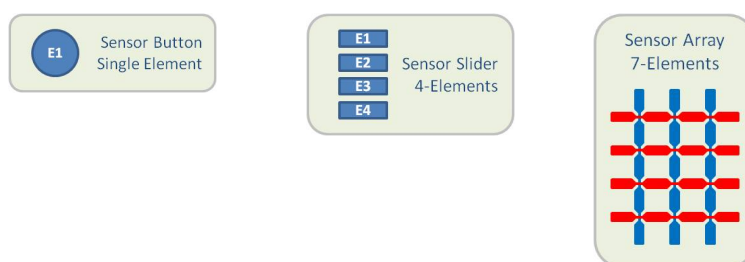 E1
Sensor Button
Single Element
E1
E2
E3
E4
Sensor Slider
4-Elements
Sensor Array
7-Elements